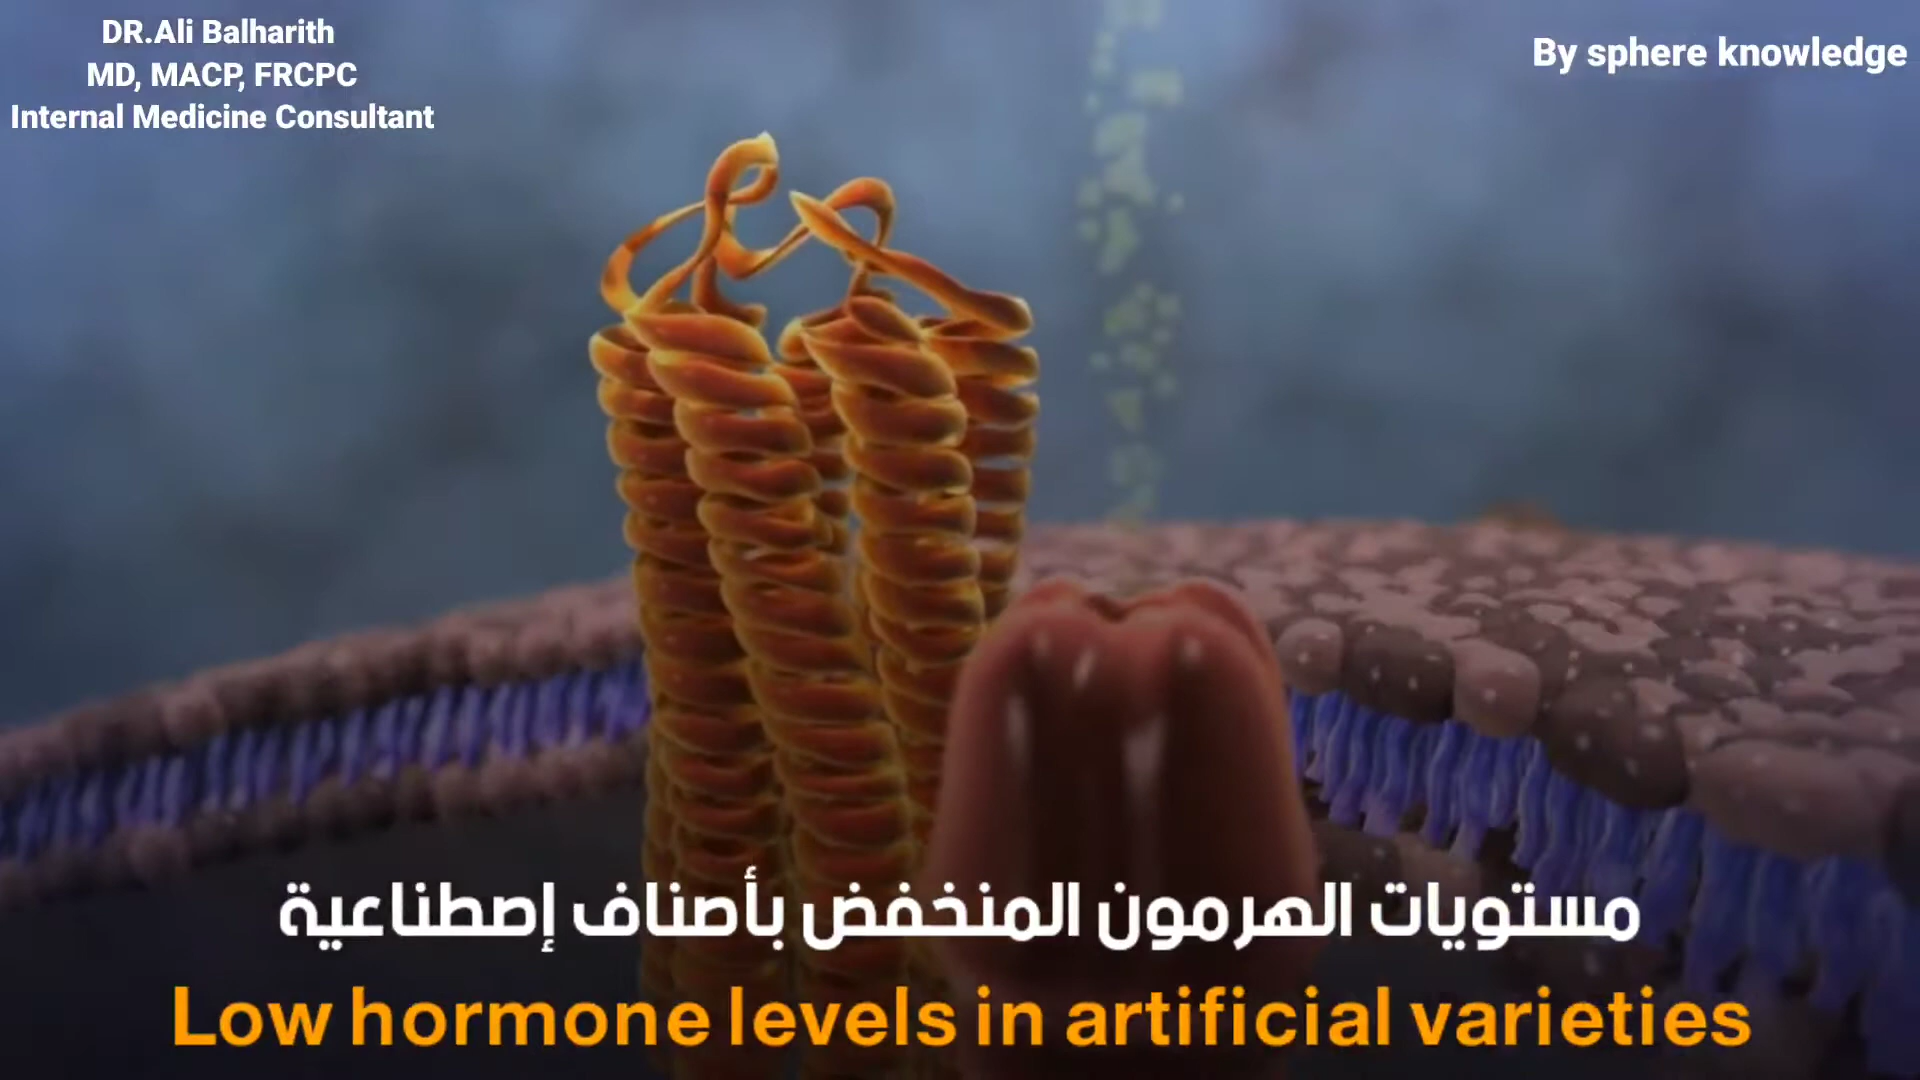 DR.Ali Balharith
MD, MACP, FRCPC
Internal Medicine Consultant
By sphere knowledge
مستويات الهرمون المنخفض بأصناف إصطناعية
Low hormone levels in artificial varieties